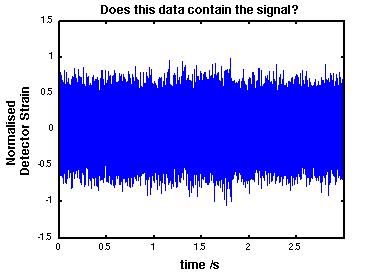 Does this data contain the signal?
1.5
1
0.5
0
-0.5
-1
-1.5
Normalised
Detector Strain
0 0.5 1 1.5 2 2.5
time /s